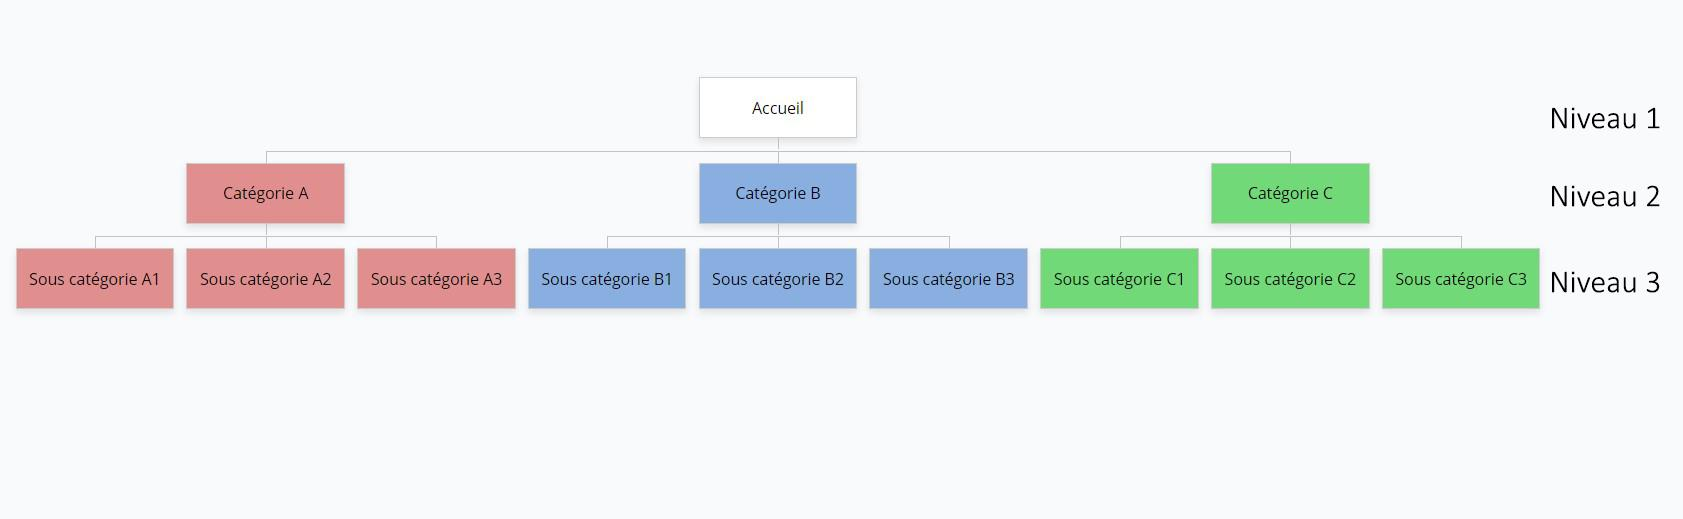 Accueil
Niveau 1
Catégorie A
Catégorie B
Catégorie C
Niveau 2
Sous catégorie A1
Sous catégorie A2
Sous catégorie A3
Sous catégorie B1
Sous catégorie B2
Sous catégorie B3
Sous catégorie C1
Sous catégorie C2
Sous catégorie C3
Niveau 3